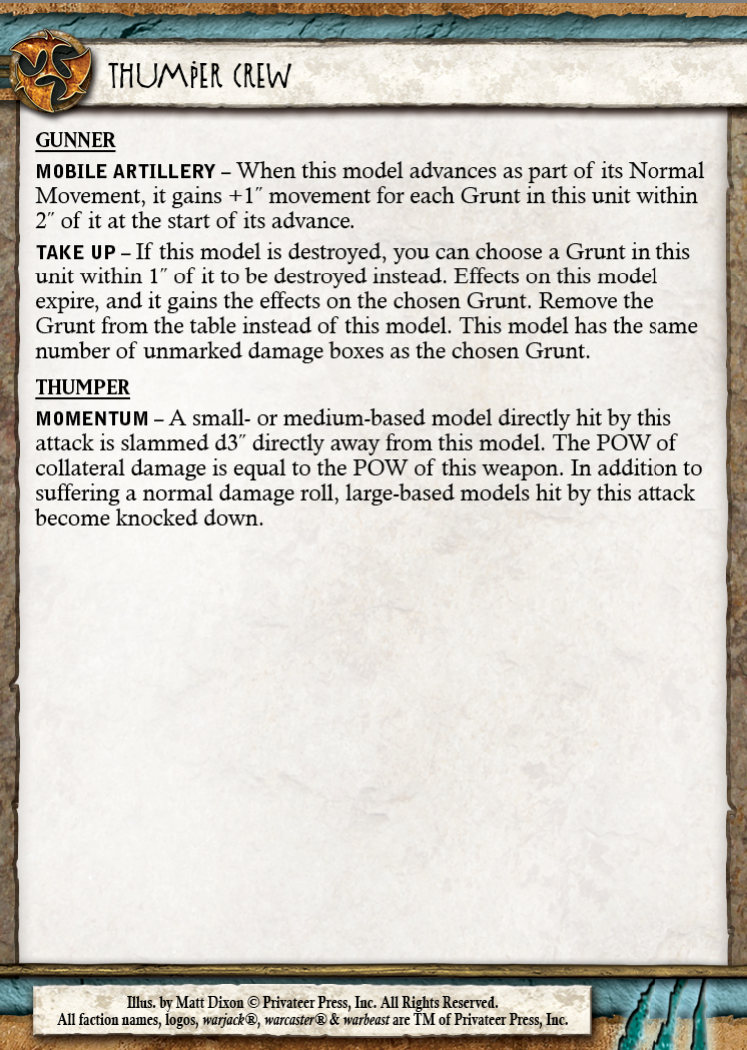 THUMPER CREW
GUNNER
MOBILE ARTILLERY – When this model advances as part of its Normal
Movement, it gains +1˝ movement for each Grunt in this unit within
2˝ of it at the start of its advance.
TAKE UP – If this model is destroyed, you can choose a Grunt in this
unit within 1˝ of it to be destroyed instead. Effects on this model
expire, and it gains the effects on the chosen Grunt. Remove the
Grunt from the table instead of this model. This model has the same
number of unmarked damage boxes as the chosen Grunt.
THUMPER
MOMENTUM – A small- or medium-based model directly hit by this
attack is slammed d3˝ directly away from this model. The POW of
collateral damage is equal to the POW of this weapon. In addition to
suffering a normal damage roll, large-based models hit by this attack
become knocked down.
Illus. by Matt Dixon © Privateer Press, Inc. All Rights Reserved.
All faction names, logos, warjack®, warcaster® & warbeast are TM of Privateer Press, Inc.